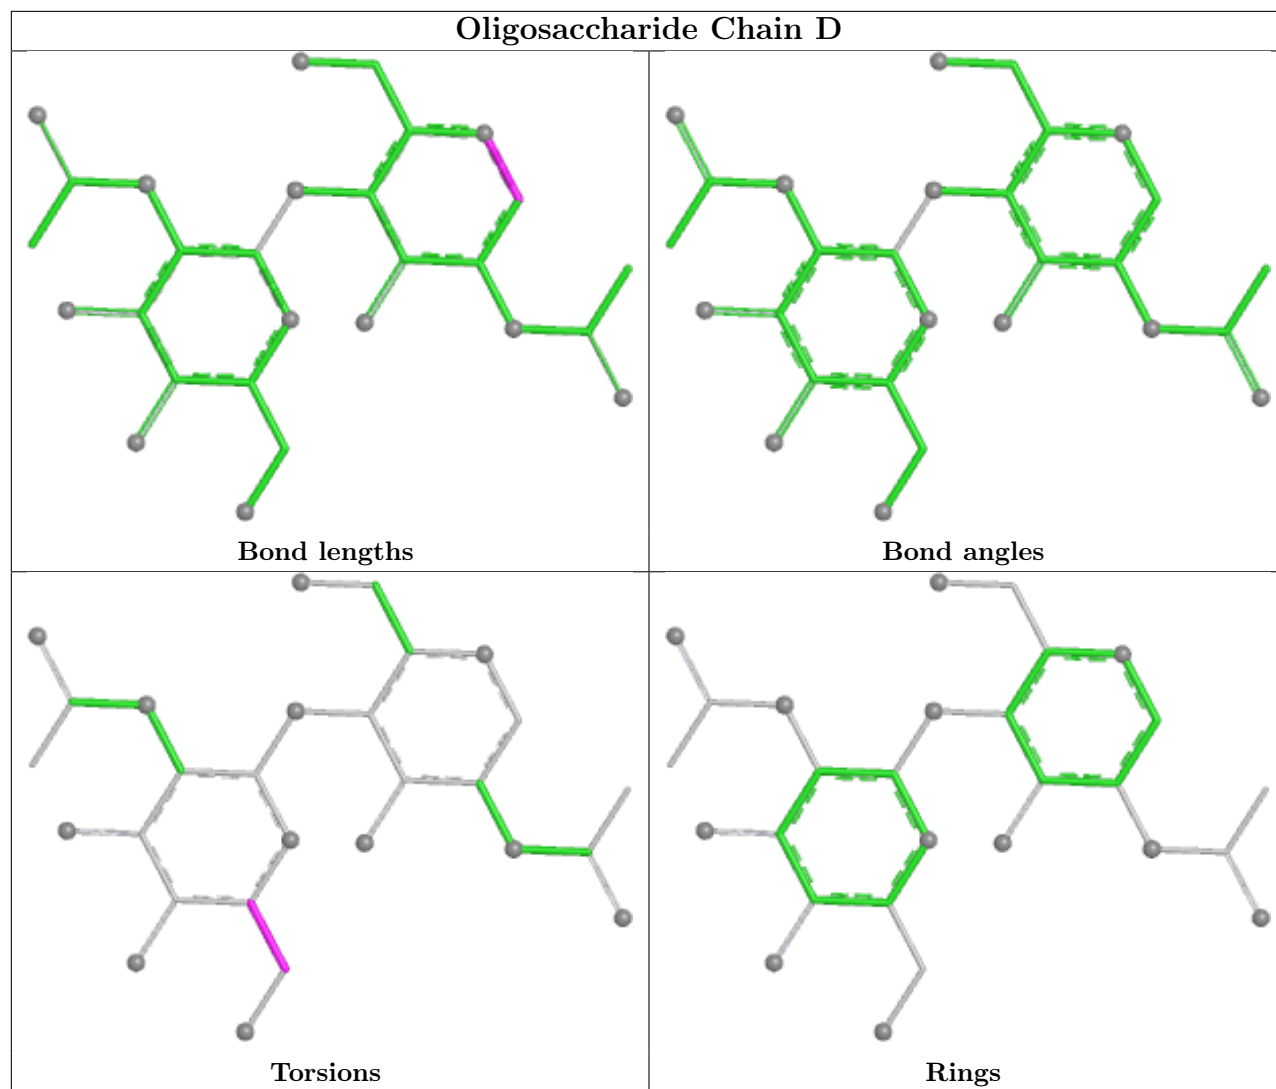 Oligosaccharide Chain D
Bond lengths
Bond angles
Torsions
Rings